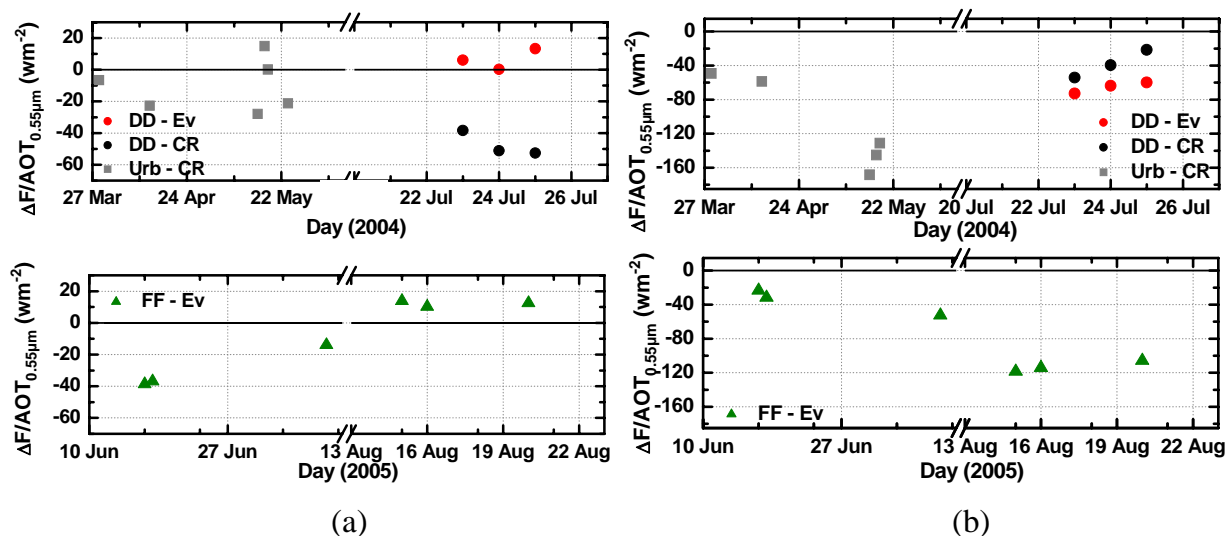 ΔF/AOT0.55μm (wm-2)
20
0
-20
-40
-60
DD - Ev
DD - CR
Urb - CR
27 Mar 24 Apr 22 May 22 Jul 24 Jul 26 Jul
Day (2004)
ΔF/AOT0.55μm (wm-2)
0
-40
-80
-120
-160
DD - Ev
DD - CR
Urb - CR
27 Mar 24 Apr 22 May 20 Jul 22 Jul 24 Jul 26 Jul
Day (2004)
ΔF/AOT0.55μm (wm-2)
20
0
-20
-40
-60
FF - Ev
10 Jun 27 Jun 13 Aug 16 Aug 19 Aug 22 Aug
Day (2005)
ΔF/AOT0.55μm (wm-2)
0
-40
-80
-120
-160
FF - Ev
10 Jun 27 Jun 13 Aug 16 Aug 19 Aug 22 Aug
Day (2005)
(a)
(b)